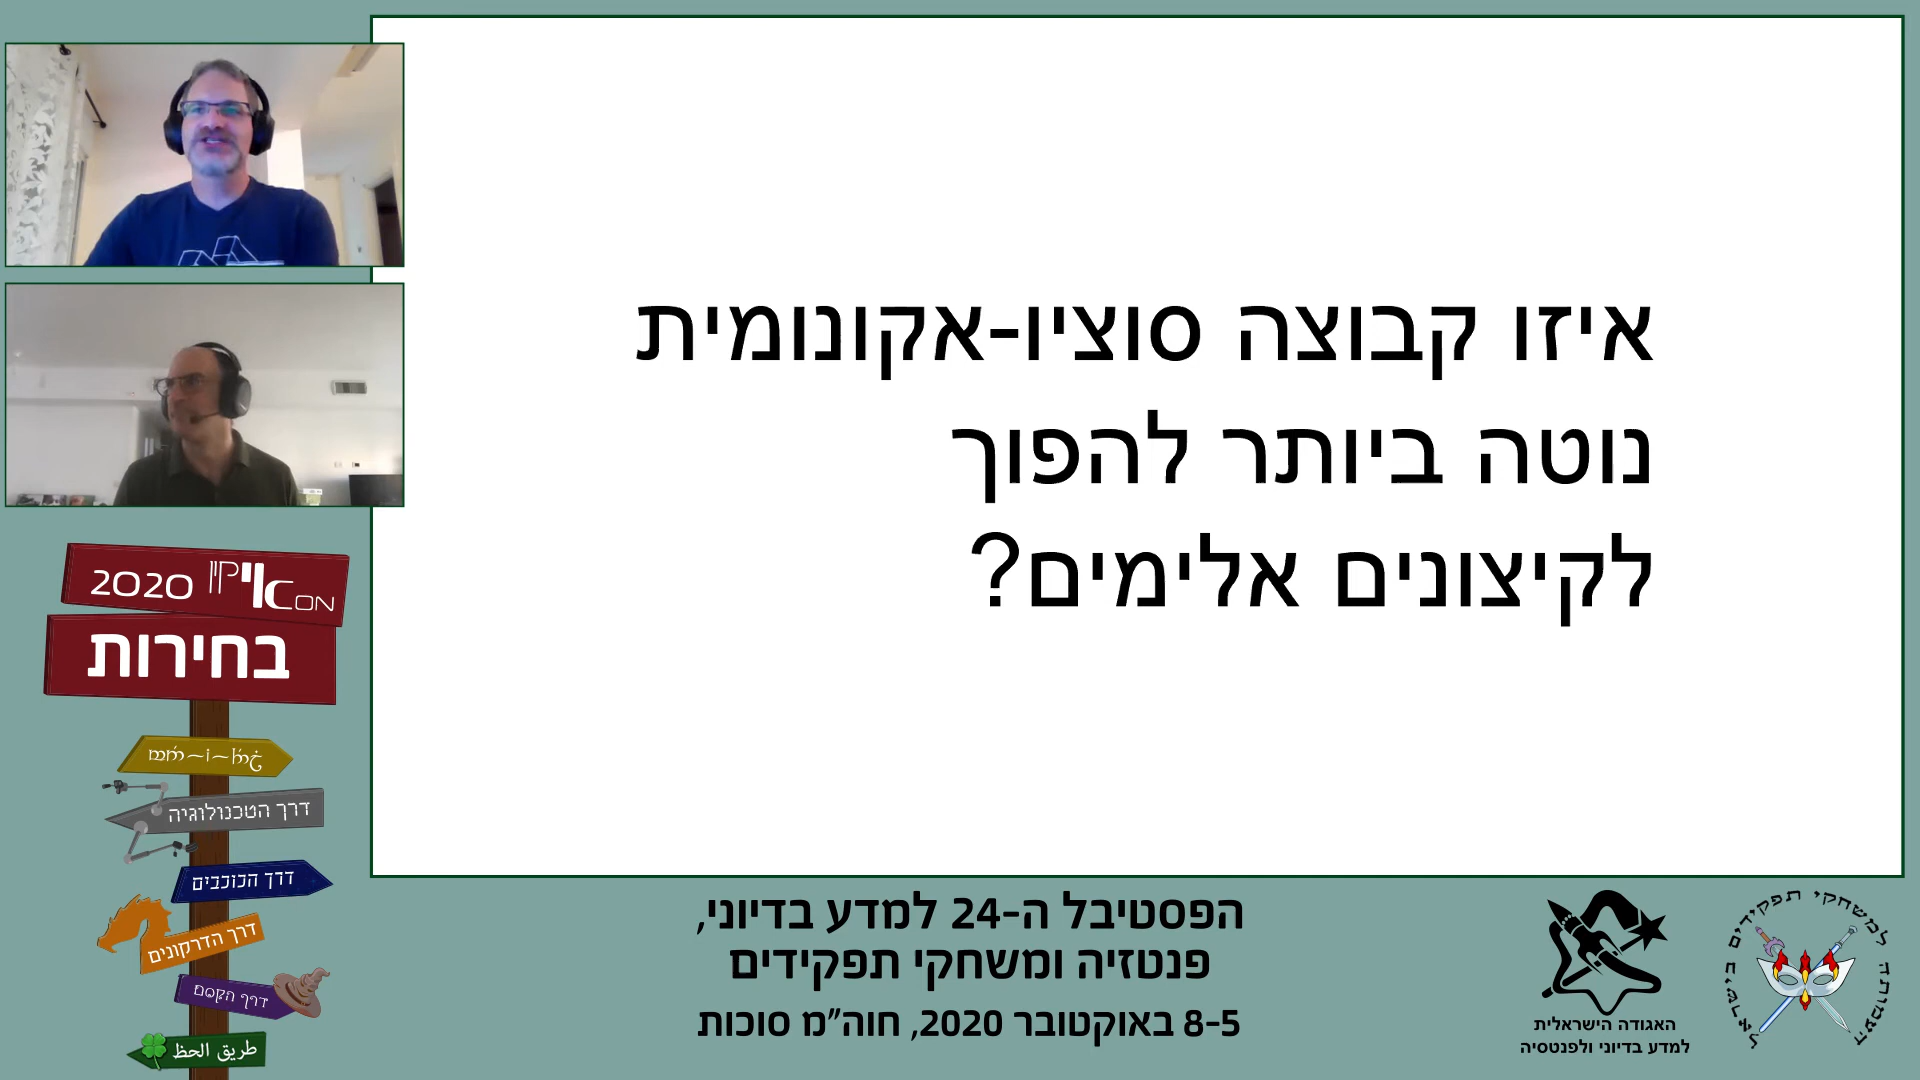 איזו קבוצה סוציו-אקונומית
נוטה ביותר להפוך
לקיצונים אלימים?
אייקון ICON 2020
בחירות
דרך הטכנולוגיה
דרך הכוכבים
דרך הדרקונים
דרך הקסם
طريق الحظ
הפסטיבל ה-24 למדע בדיוני,
פנטזיה ומשחקי תפקידים
5-8 באוקטובר 2020, חוה"מ סוכות
האגודה הישראלית
למדע בדיוני ולפנטסיה
העמותה למשחקי תפקידים בישראל